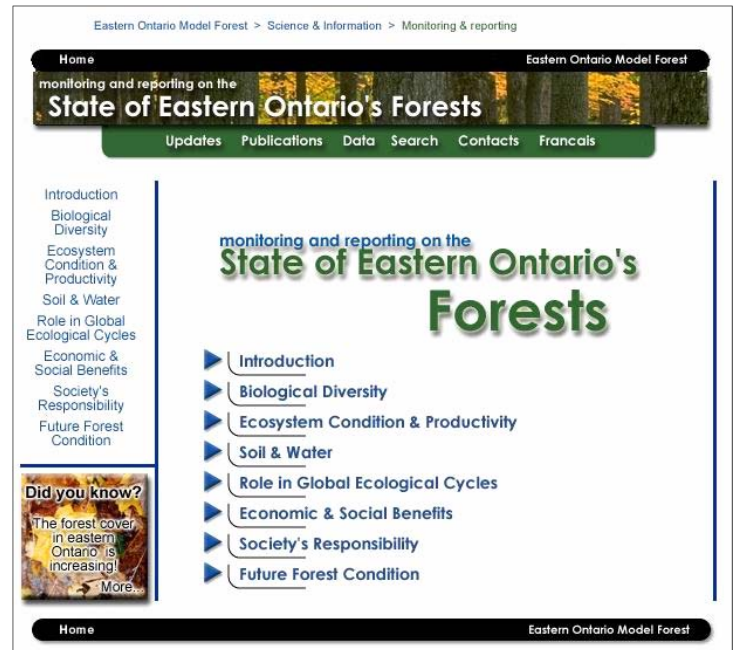 Eastern Ontario Model Forest > Science & Information > Monitoring & reporting
Home
Eastern Ontario Model Forest
monitoring and reporting on the
State of Eastern Ontario's Forests
Updates Publications Data Search Contacts Francais
Introduction
Biological
Diversity
Ecosystem
Condition &
Productivity
Soil & Water
Role in Global
Ecological Cycles
Economic &
Social Benefits
Society's
Responsibility
Future Forest
Condition
Did you know?
The forest cover
in eastern
Ontario is
increasing!
More...
monitoring and reporting on the
State of Eastern Ontario's
Forests
Introduction
Biological Diversity
Ecosystem Condition & Productivity
Soil & Water
Role in Global Ecological Cycles
Economic & Social Benefits
Society's Responsibility
Future Forest Condition
Home
Eastern Ontario Model Forest